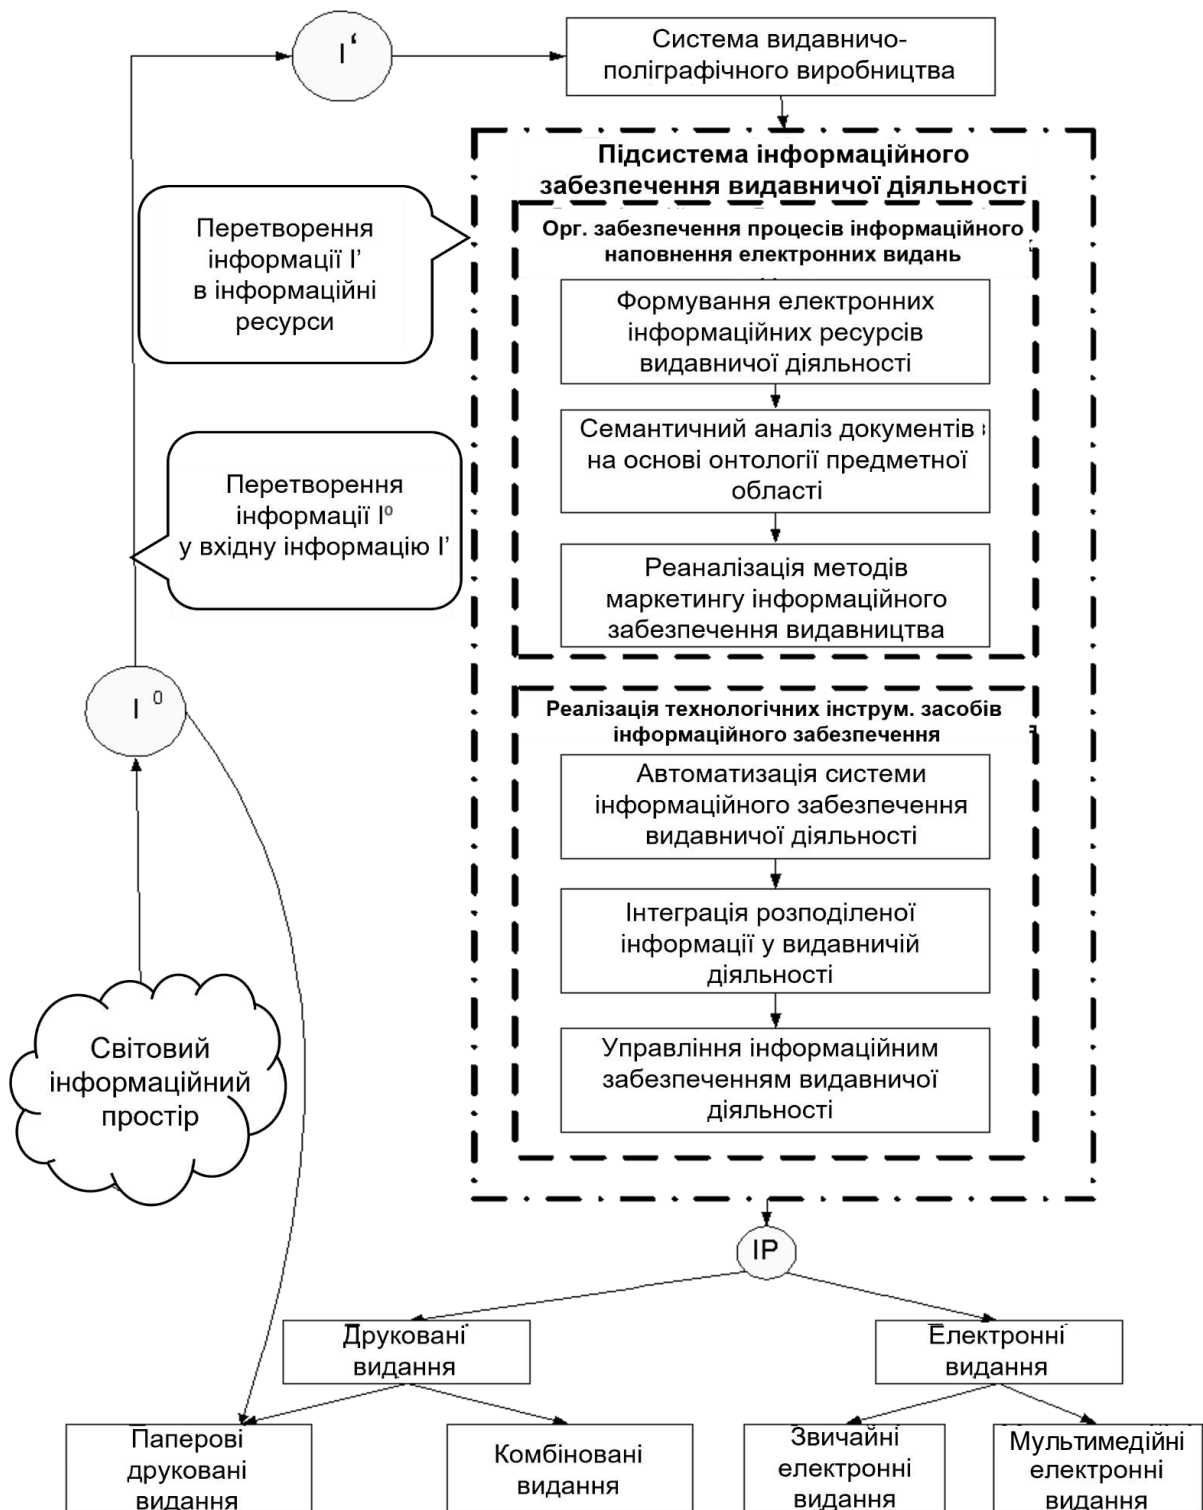 I‘
Система видавничо-
поліграфічного виробництва
Підсистема інформаційного
забезпечення видавничої діяльності
Перетворення
інформації I’
в інформаційні
ресурси
Орг. забезпечення процесів інформаційного
наповнення електронних видань
Формування електронних
інформаційних ресурсів
видавничої діяльності
Семантичний аналіз документів
на основі онтології предметної
області
Перетворення
інформації I⁰
у вхідну інформацію I’
Реаналізація методів
маркетингу інформаційного
забезпечення видавництва
I⁰
Реалізація технологічних інструм. засобів
інформаційного забезпечення
Автоматизація системи
інформаційного забезпечення
видавничої діяльності
Інтеграція розподіленої
інформації у видавничій
діяльності
Світовий
інформаційний
простір
Управління інформаційним
забезпеченням видавничої
діяльності
ІР
Друковані
видання
Електронні
видання
Паперові
друковані
видання
Комбіновані
видання
Звичайні
електронні
видання
Мультимедійні
електронні
видання